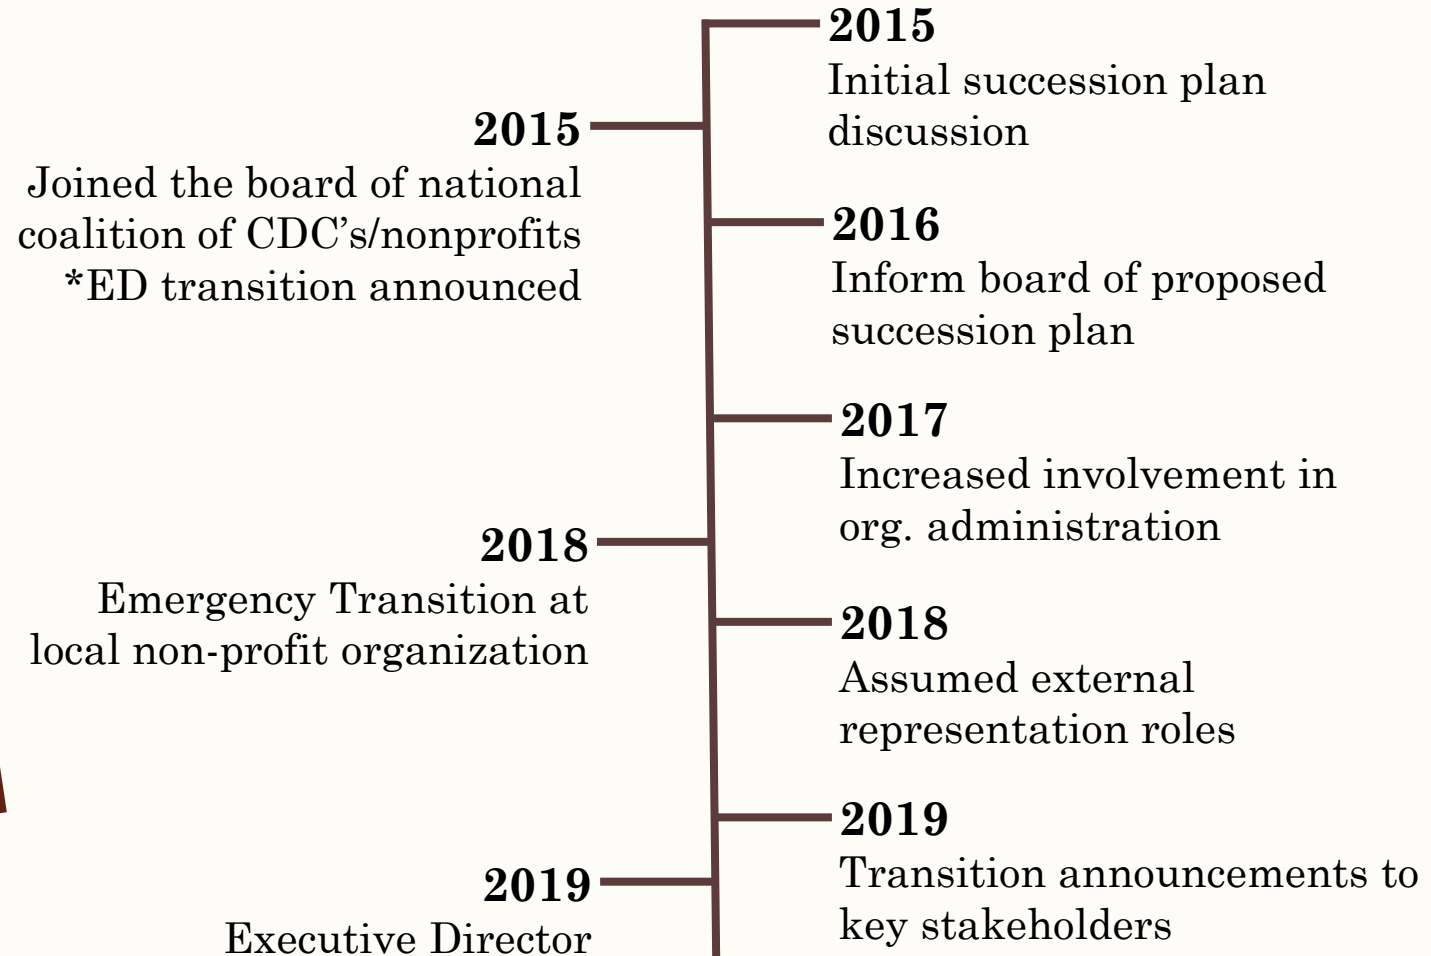 2015
Initial succession plan
discussion
2015
Joined the board of national
coalition of CDC’s/nonprofits
*ED transition announced
2016
Inform board of proposed
succession plan
2017
Increased involvement in
org. administration
2018
Emergency Transition at
local non-profit organization
2018
Assumed external
representation roles
2019
Transition announcements to
key stakeholders
2019
Executive Director